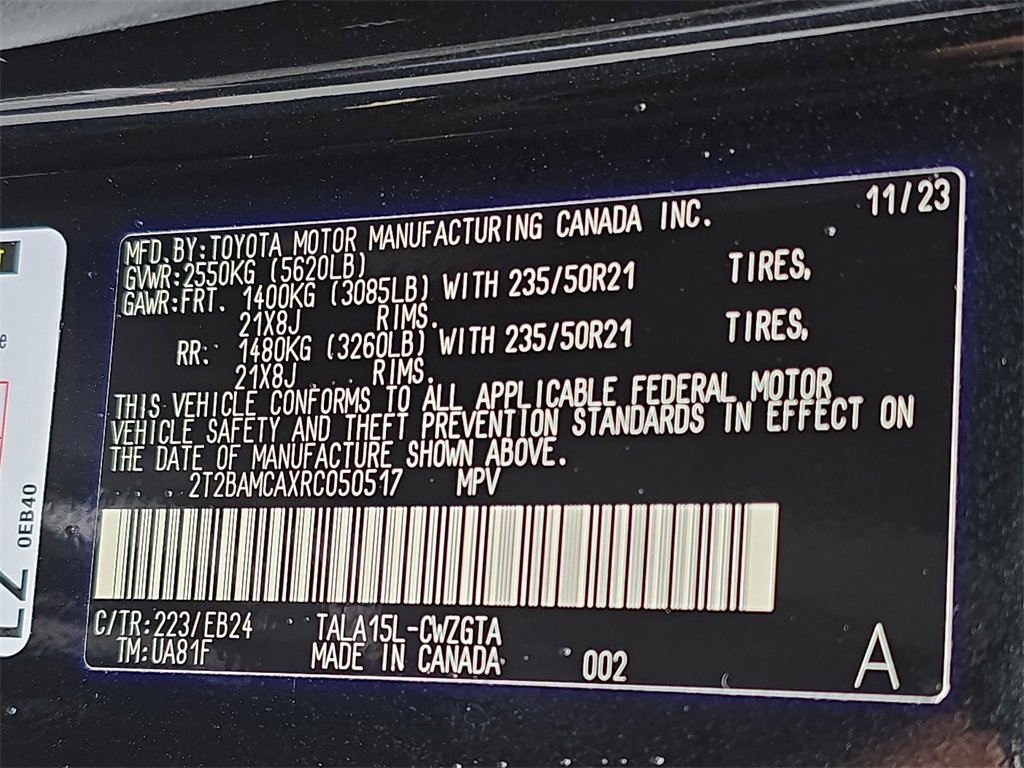 11/23
MFD. BY: TOYOTA MOTOR MANUFACTURING CANADA INC.
GVWR: 2550KG (5620LB)
GAWR: FRT. 1400KG (3085LB) WITH 235/50R21 TIRES,
21X8J RIMS.
RR: 1480KG (3260LB) WITH 235/50R21 TIRES,
21X8J RIMS.
THIS VEHICLE CONFORMS TO ALL APPLICABLE FEDERAL MOTOR
VEHICLE SAFETY AND THEFT PREVENTION STANDARDS IN EFFECT ON
THE DATE OF MANUFACTURE SHOWN ABOVE.
2T2BAMCAXRC050517 MPV
C/TR: 223/EB24 TALA15L-CWZGTA
TM: UA81F MADE IN CANADA 002 A
0EB40